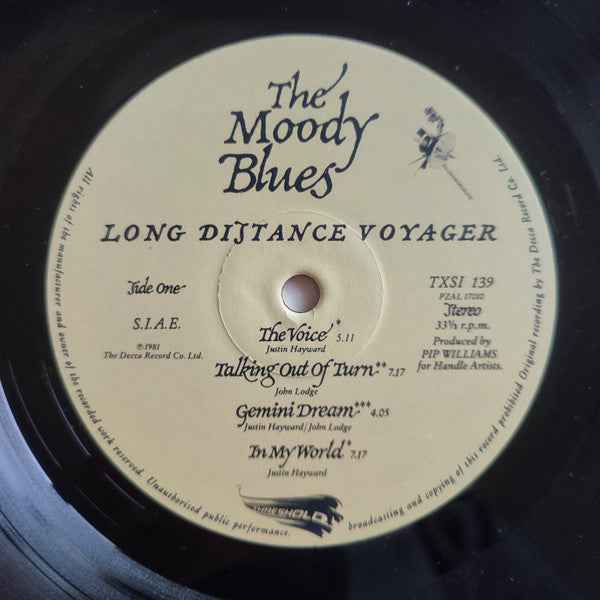 The
Moody
Blues
LONG DISTANCE VOYAGER
Side One
S.I.A.E.
℗1981
The Decca Record Co. Ltd.
TXSI 139
Stereo
33⅓ r.p.m.
Produced by
PIP WILLIAMS
for Handle Artists.
The Voice* 5.11
Justin Hayward
Talking Out Of Turn** 7.17
John Lodge
Gemini Dream*** 4.05
Justin Hayward/John Lodge
In My World* 7.17
Justin Hayward
THRESHOLD
All rights of the manufacturer and owner of the recorded work reserved. Unauthorised public performance, broadcasting and copying of this record prohibited Original recording by The Decca Record Co. Ltd.